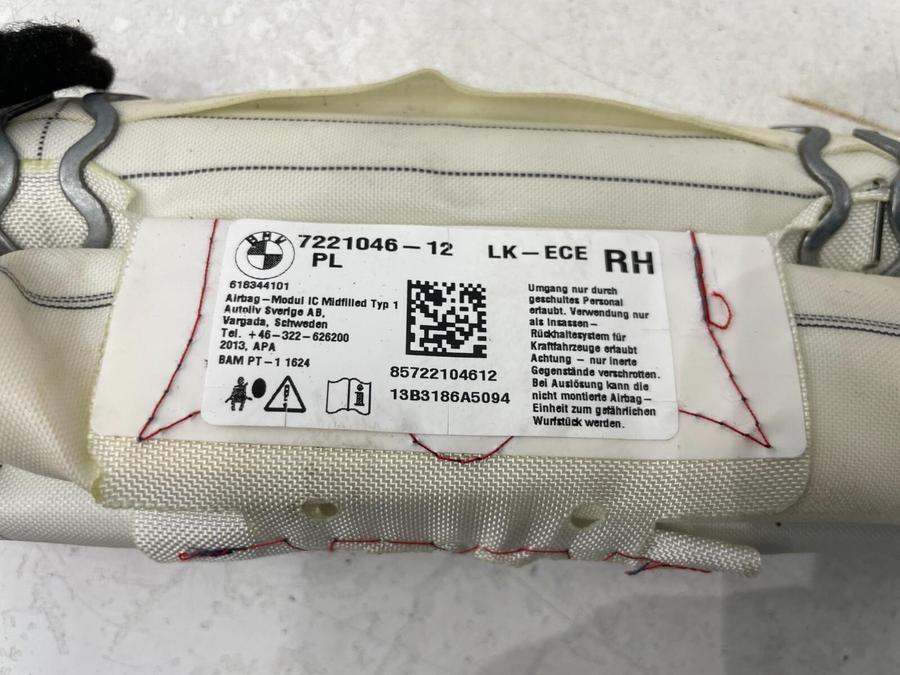 BMW
7221046-12 LK-ECE RH
PL
618344101
Airbag-Modul IC Midfilled Typ 1
Autoliv Sverige AB,
Vargada, Schweden
Tel. +46-322-626200
2013, APA
BAM PT-1 1624
85722104612
13B3186A5094
Umgang nur durch
geschultes Personal
erlaubt. Verwendung nur
als Insassen-
Rückhaltesystem für
Kraftfahrzeuge erlaubt
Achtung - nur inerte
Gegenstände verschrotten.
Bei Auslösung kann die
nicht montierte Airbag-
Einheit zum gefährlichen
Wurfstück werden.